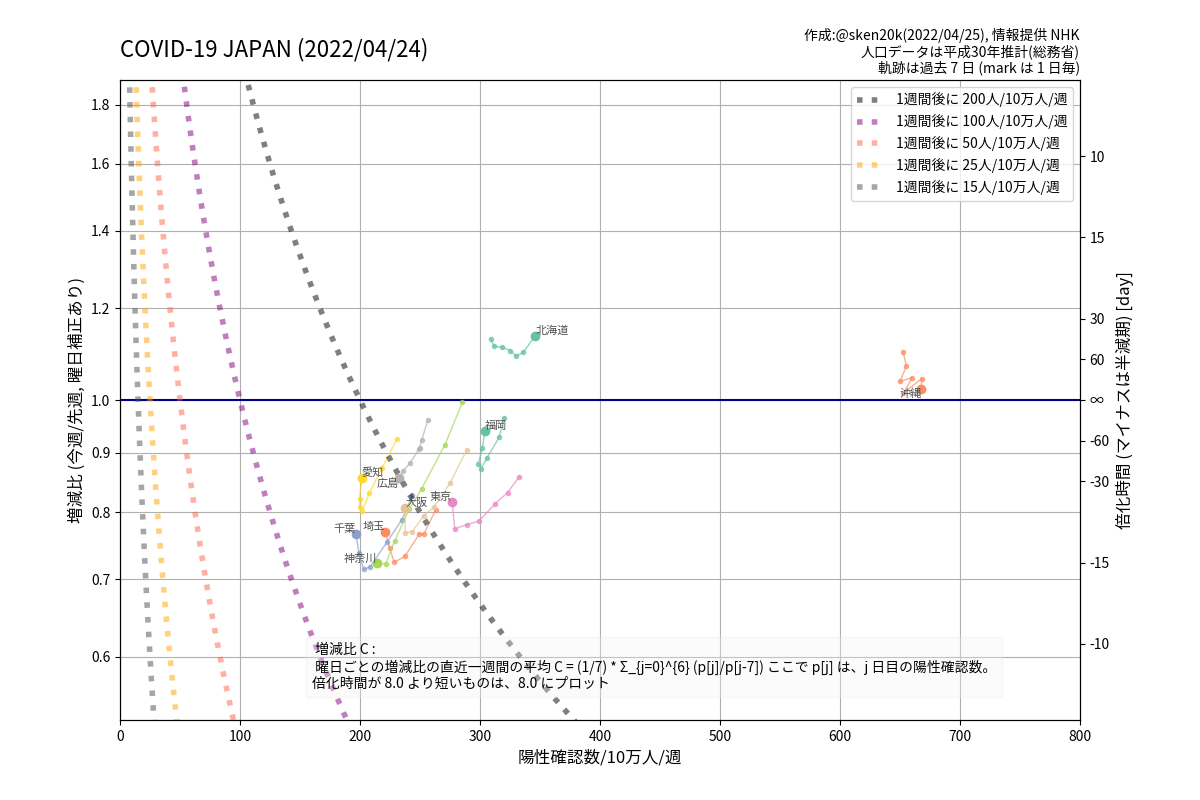 COVID-19 JAPAN (2022/04/24)
作成:@sken20k(2022/04/25), 情報提供 NHK
人口データは平成30年推計(総務省)
軌跡は過去 7 日 (mark は 1 日毎)
1週間後に 200人/10万人/週
1週間後に 100人/10万人/週
1週間後に 50人/10万人/週
1週間後に 25人/10万人/週
1週間後に 15人/10万人/週
増減比 (今週/先週, 曜日補正あり)
1.8
1.6
1.4
1.2
1.0
0.9
0.8
0.7
0.6
10
15
30
60
∞
-60
-30
-15
-10
倍化時間 (マイナスは半減期) [day]
北海道
沖縄
福岡
愛知
広島
大阪
東京
千葉
埼玉
神奈川
増減比 C :
曜日ごとの増減比の直近一週間の平均 C = (1/7) * Σ_{j=0}^{6} (p[j]/p[j-7]) ここで p[j] は、j 日目の陽性確認数。
倍化時間が 8.0 より短いものは、8.0 にプロット
0
100
200
300
400
500
600
700
800
陽性確認数/10万人/週